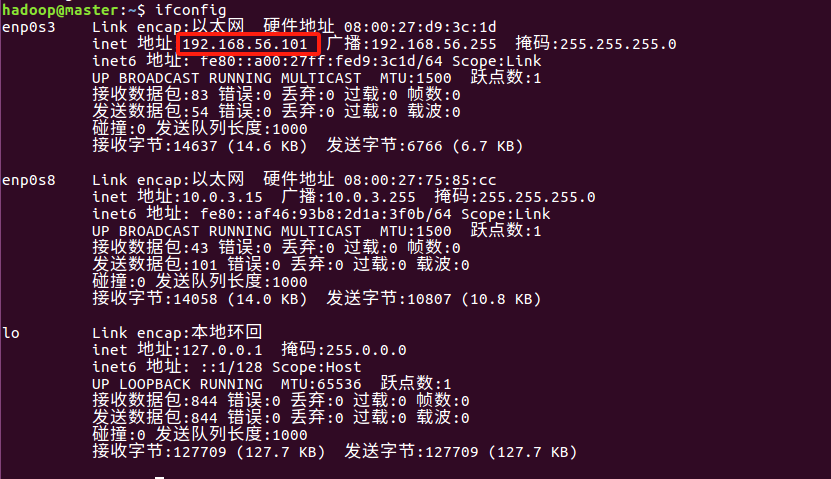 hadoop@master:~$ ifconfig
enp0s3 Link encap:以太网 硬件地址 08:00:27:d9:3c:1d
inet 地址:192.168.56.101 广播:192.168.56.255 掩码:255.255.255.0
inet6 地址: fe80::a00:27ff:fed9:3c1d/64 Scope:Link
UP BROADCAST RUNNING MULTICAST MTU:1500 跃点数:1
接收数据包:83 错误:0 丢弃:0 过载:0 帧数:0
发送数据包:54 错误:0 丢弃:0 过载:0 载波:0
碰撞:0 发送队列长度:1000
接收字节:14637 (14.6 KB) 发送字节:6766 (6.7 KB)
enp0s8 Link encap:以太网 硬件地址 08:00:27:75:85:cc
inet 地址:10.0.3.15 广播:10.0.3.255 掩码:255.255.255.0
inet6 地址: fe80::af46:93b8:2d1a:3f0b/64 Scope:Link
UP BROADCAST RUNNING MULTICAST MTU:1500 跃点数:1
接收数据包:43 错误:0 丢弃:0 过载:0 帧数:0
发送数据包:101 错误:0 丢弃:0 过载:0 载波:0
碰撞:0 发送队列长度:1000
接收字节:14058 (14.0 KB) 发送字节:10807 (10.8 KB)
lo Link encap:本地环回
inet 地址:127.0.0.1 掩码:255.0.0.0
inet6 地址: ::1/128 Scope:Host
UP LOOPBACK RUNNING MTU:65536 跃点数:1
接收数据包:844 错误:0 丢弃:0 过载:0 帧数:0
发送数据包:844 错误:0 丢弃:0 过载:0 载波:0
碰撞:0 发送队列长度:1000
接收字节:127709 (127.7 KB) 发送字节:127709 (127.7 KB)